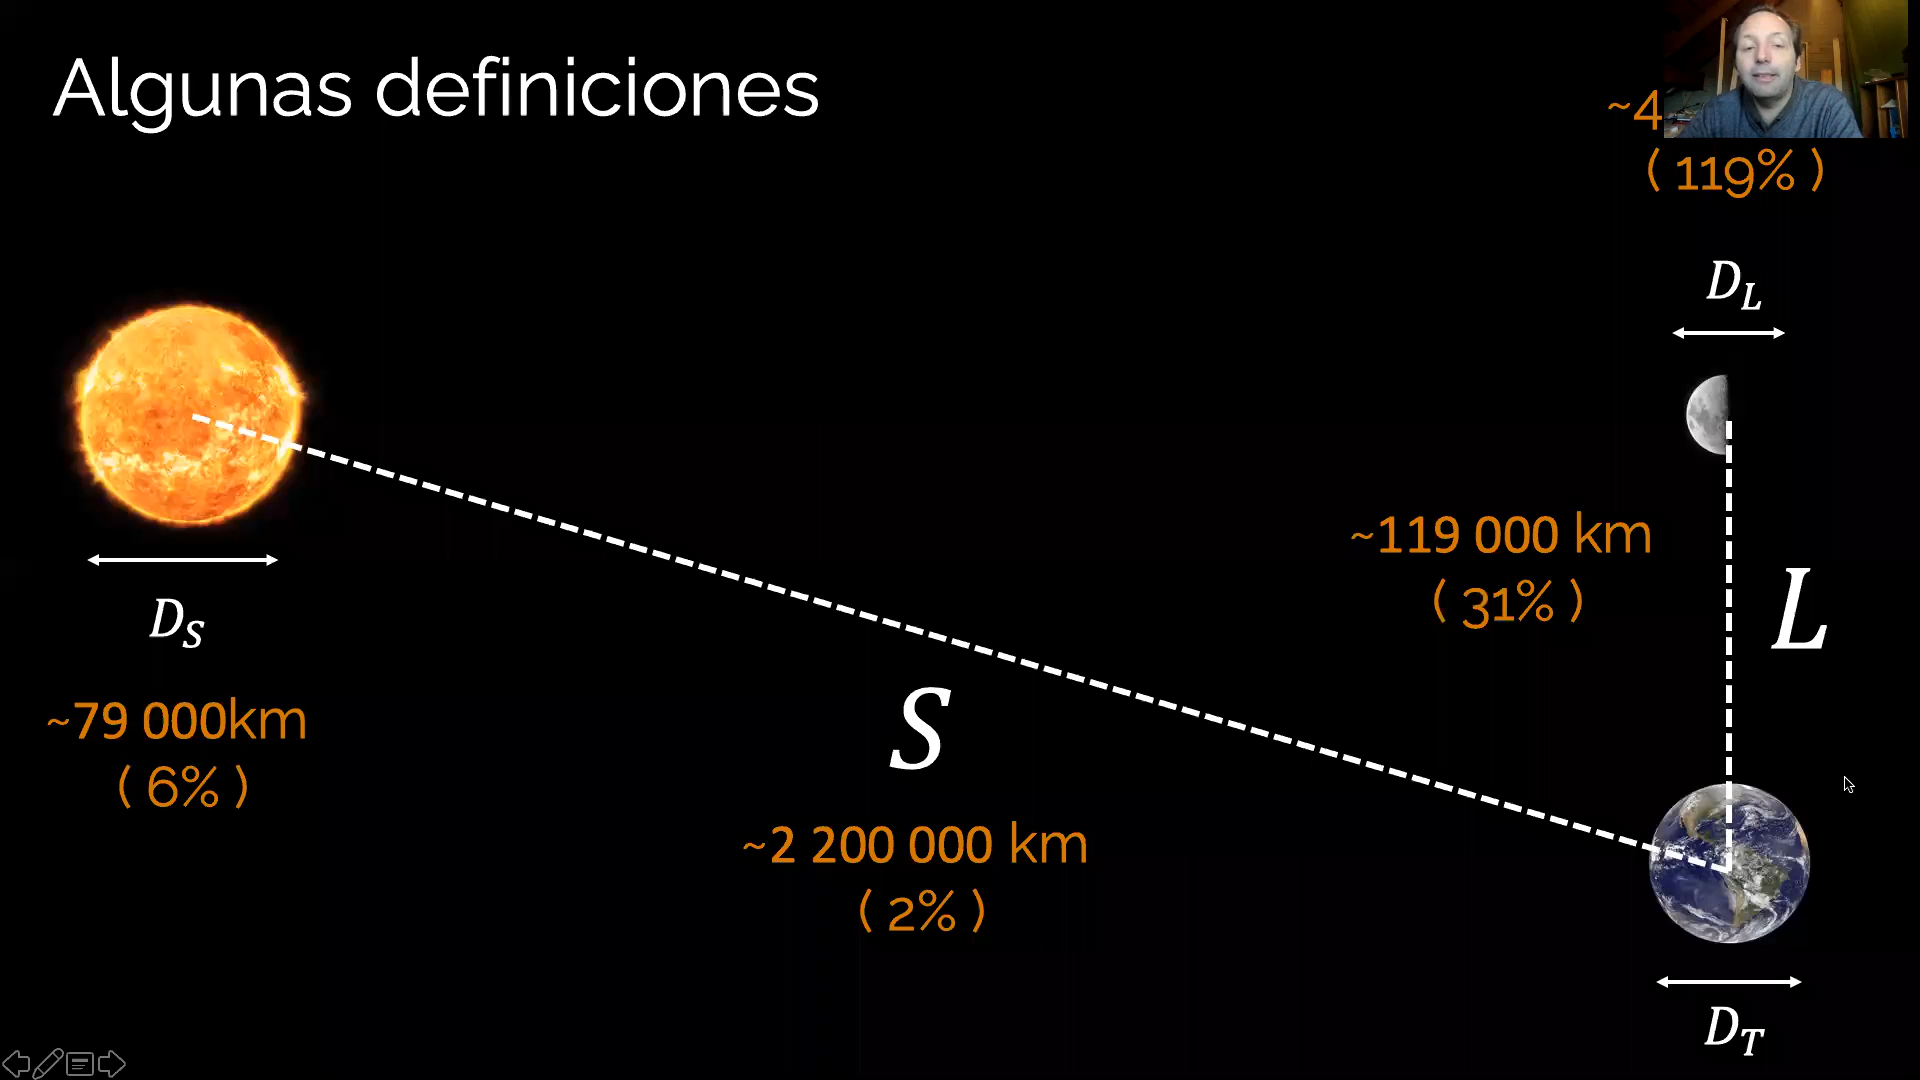 Algunas definiciones
~4
( 119% )
D_L
~119 000 km
( 31% )
L
D_S
~79 000km
( 6% )
S
~2 200 000 km
( 2% )
D_T